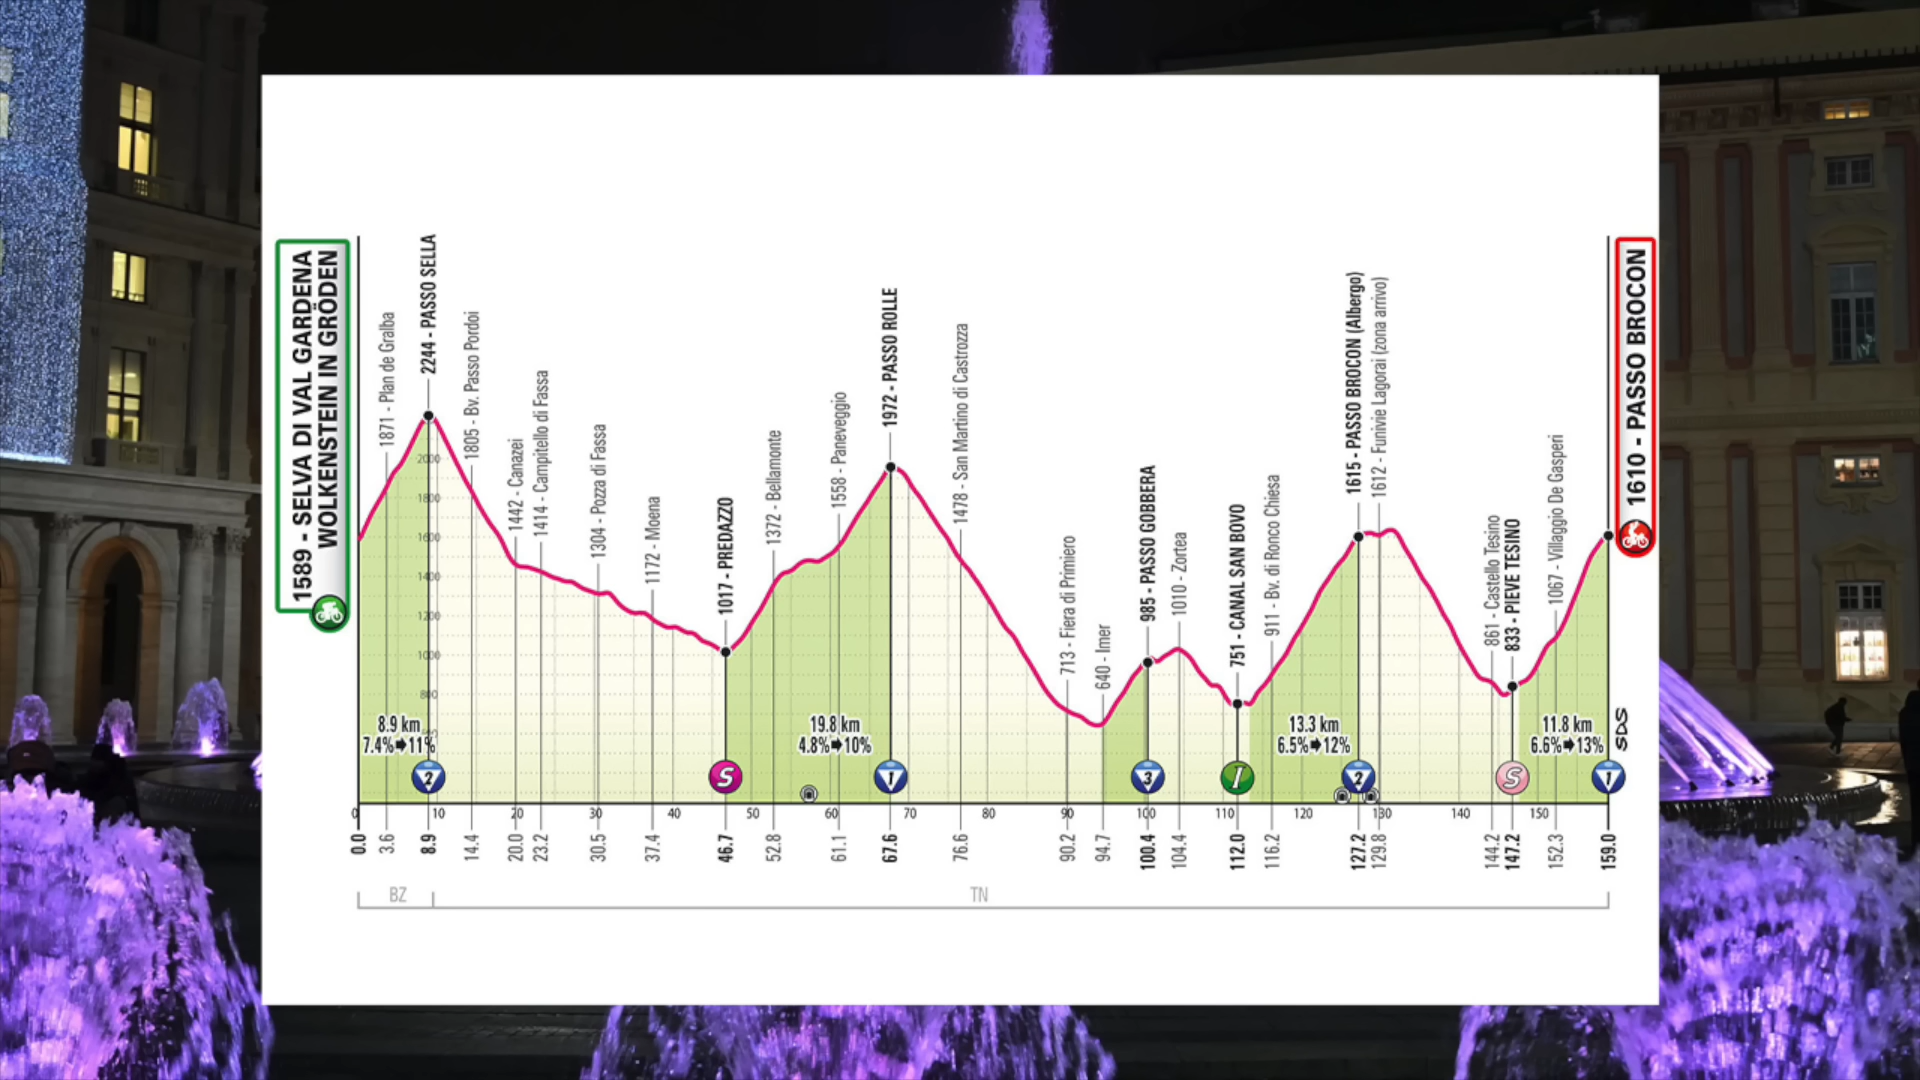 1589 - SELVA DI VAL GARDENA
WOLKENSTEIN IN GRÖDEN
1871 - Plan de Gralba
2244 - PASSO SELLA
1805 - Bv. Passo Pordoi
1442 - Canazei
1414 - Campitello di Fassa
1304 - Pozza di Fassa
1172 - Moena
1017 - PREDAZZO
1372 - Bellamonte
1558 - Paneveggio
1972 - PASSO ROLLE
1478 - San Martino di Castrozza
713 - Fiera di Primiero
640 - Imer
985 - PASSO GOBBERA
1010 - Zortea
751 - CANAL SAN BOVO
911 - Bv. di Ronco Chiesa
1615 - PASSO BROCON (Albergo)
1612 - Funivie Lagorai (zona arrivo)
861 - Castello Tesino
833 - PIEVE TESINO
1067 - Villaggio De Gasperi
1610 - PASSO BROCON
2000
1800
1600
1400
1200
1000
800
8.9 km
7.4% 11%
19.8 km
4.8% 10%
13.3 km
6.5% 12%
11.8 km
6.6% 13%
SDS
2 S 1 3 I 2 S 1
0 10 20 30 40 50 60 70 80 90 100 110 120 130 140 150
0.0 3.6 8.9 14.4 20.0 23.2 30.5 37.4 46.7 52.8 61.1 67.6 76.3 90.2 94.7 100.4 104.4 112.0 116.2 127.2 129.8 144.2 147.2 152.3 159.0
BZ TN